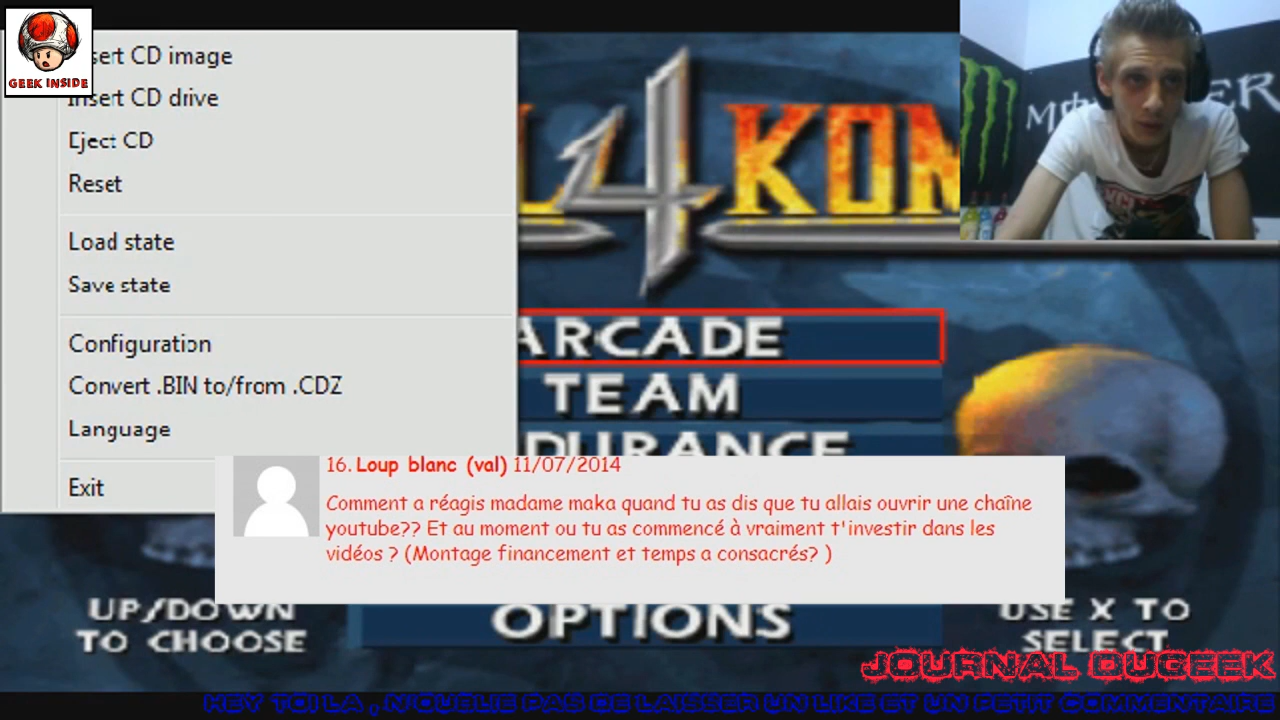 GEEK INSIDE
sert CD image
Insert CD drive
Eject CD
Reset
Load state
Save state
Configuration
Convert .BIN to/from .CDZ
Language
Exit
L 4 KOM
ARCADE
TEAM
DURANCE
16. Loup blanc (val) 11/07/2014
Comment a réagis madame maka quand tu as dis que tu allais ouvrir une chaîne
youtube?? Et au moment ou tu as commencé à vraiment t'investir dans les
vidéos ? (Montage financement et temps a consacrés? )
OPTIONS
UP/DOWN
TO CHOOSE
USE X TO
SELECT
JOURNAL DUGEEK
HEY TOI LA , N'OUBLIE PAS DE LAISSER UN LIKE ET UN PETIT COMMENTAIRE